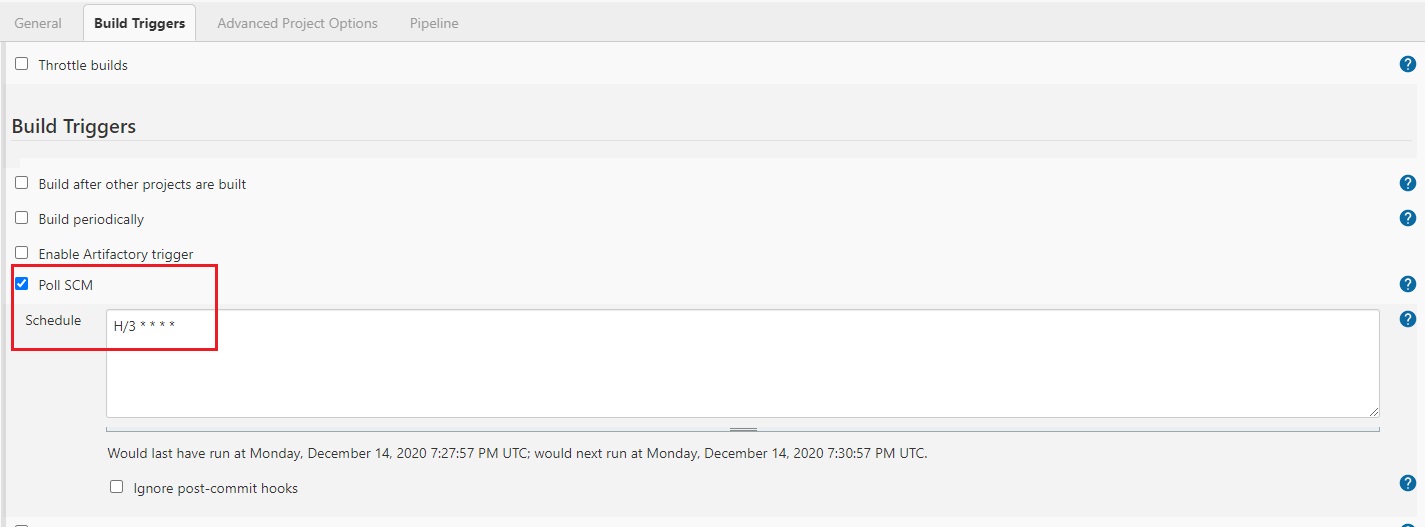 General Build Triggers Advanced Project Options Pipeline
Throttle builds ?
Build Triggers
Build after other projects are built ?
Build periodically ?
Enable Artifactory trigger
Poll SCM ?
Schedule H/3 * * * * ?
Would last have run at Monday, December 14, 2020 7:27:57 PM UTC; would next run at Monday, December 14, 2020 7:30:57 PM UTC.
Ignore post-commit hooks ?